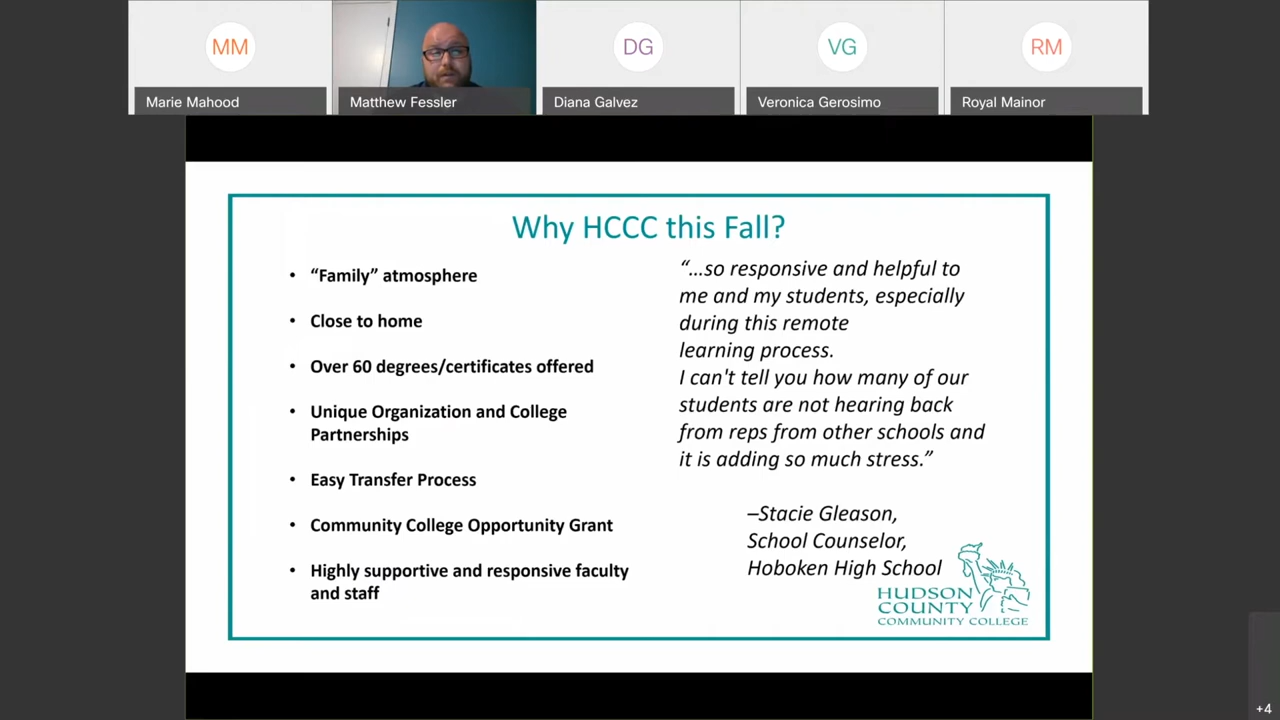 MM
DG
VG
RM
Marie Mahood
Matthew Fessler
Diana Galvez
Veronica Gerosimo
Royal Mainor
Why HCCC this Fall?
• “Family” atmosphere
• Close to home
• Over 60 degrees/certificates offered
• Unique Organization and College
Partnerships
• Easy Transfer Process
• Community College Opportunity Grant
• Highly supportive and responsive faculty
and staff
“…so responsive and helpful to
me and my students, especially
during this remote
learning process.
I can't tell you how many of our
students are not hearing back
from reps from other schools and
it is adding so much stress.”
–Stacie Gleason,
School Counselor,
Hoboken High School
HUDSON
COUNTY
COMMUNITY COLLEGE
+4